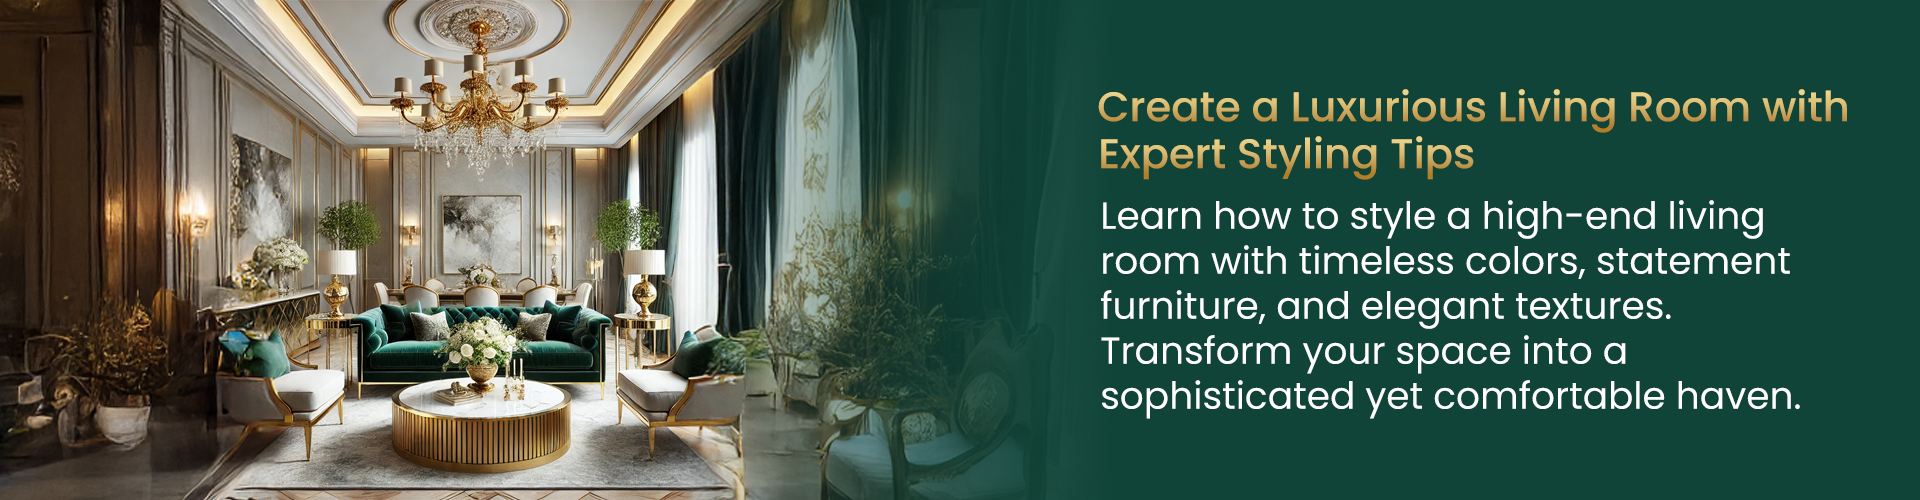 Create a Luxurious Living Room with
Expert Styling Tips
Learn how to style a high-end living
room with timeless colors, statement
furniture, and elegant textures.
Transform your space into a
sophisticated yet comfortable haven.